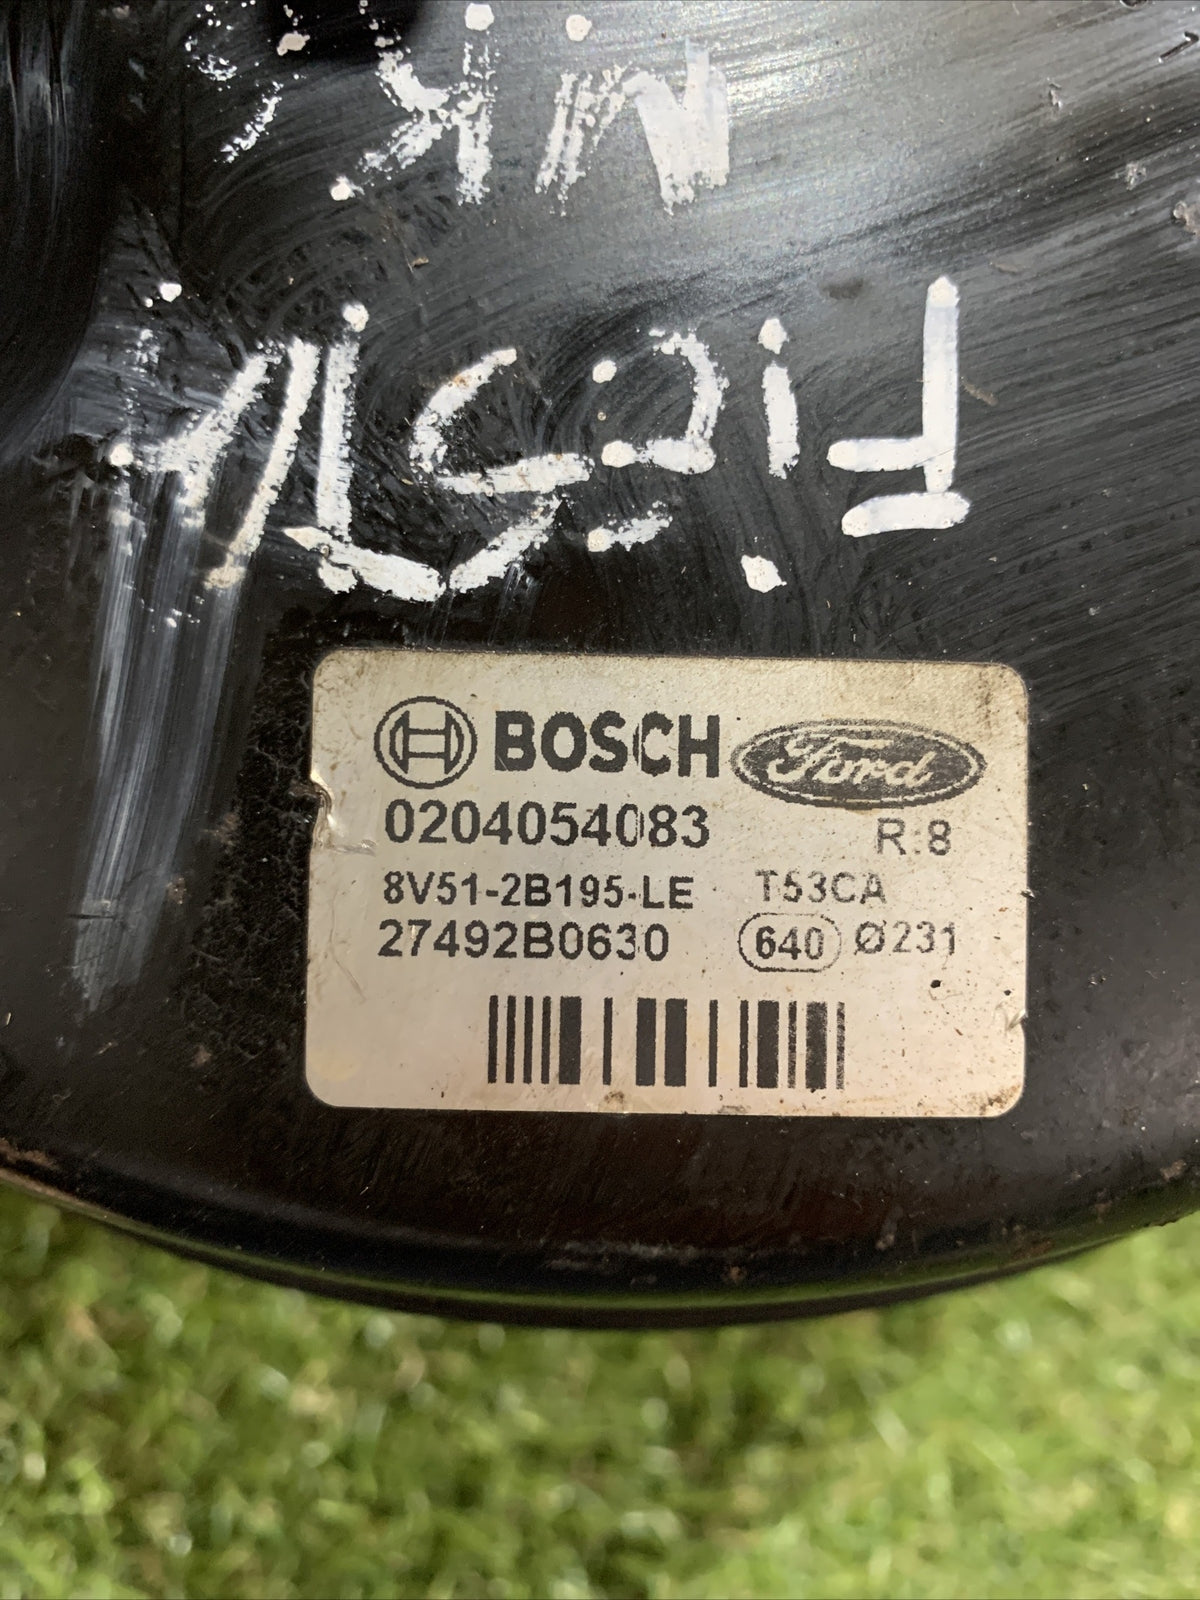 Fiesta
MK
BOSCH Ford
0204054083 R:8
8V51-2B195-LE T53CA
27492B0630 640 Ø231